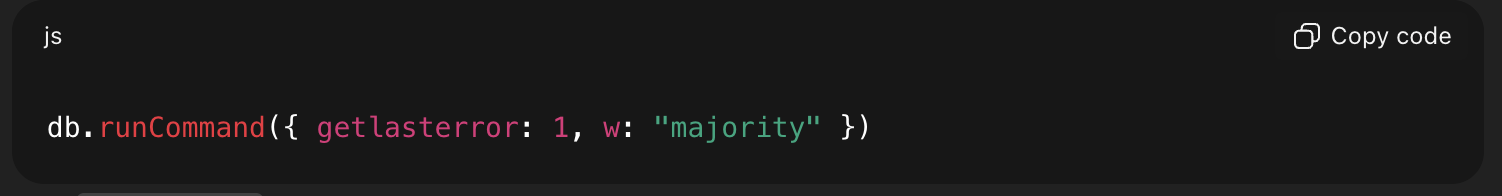 js
Copy code
db.runCommand({ getlasterror: 1, w: "majority" })